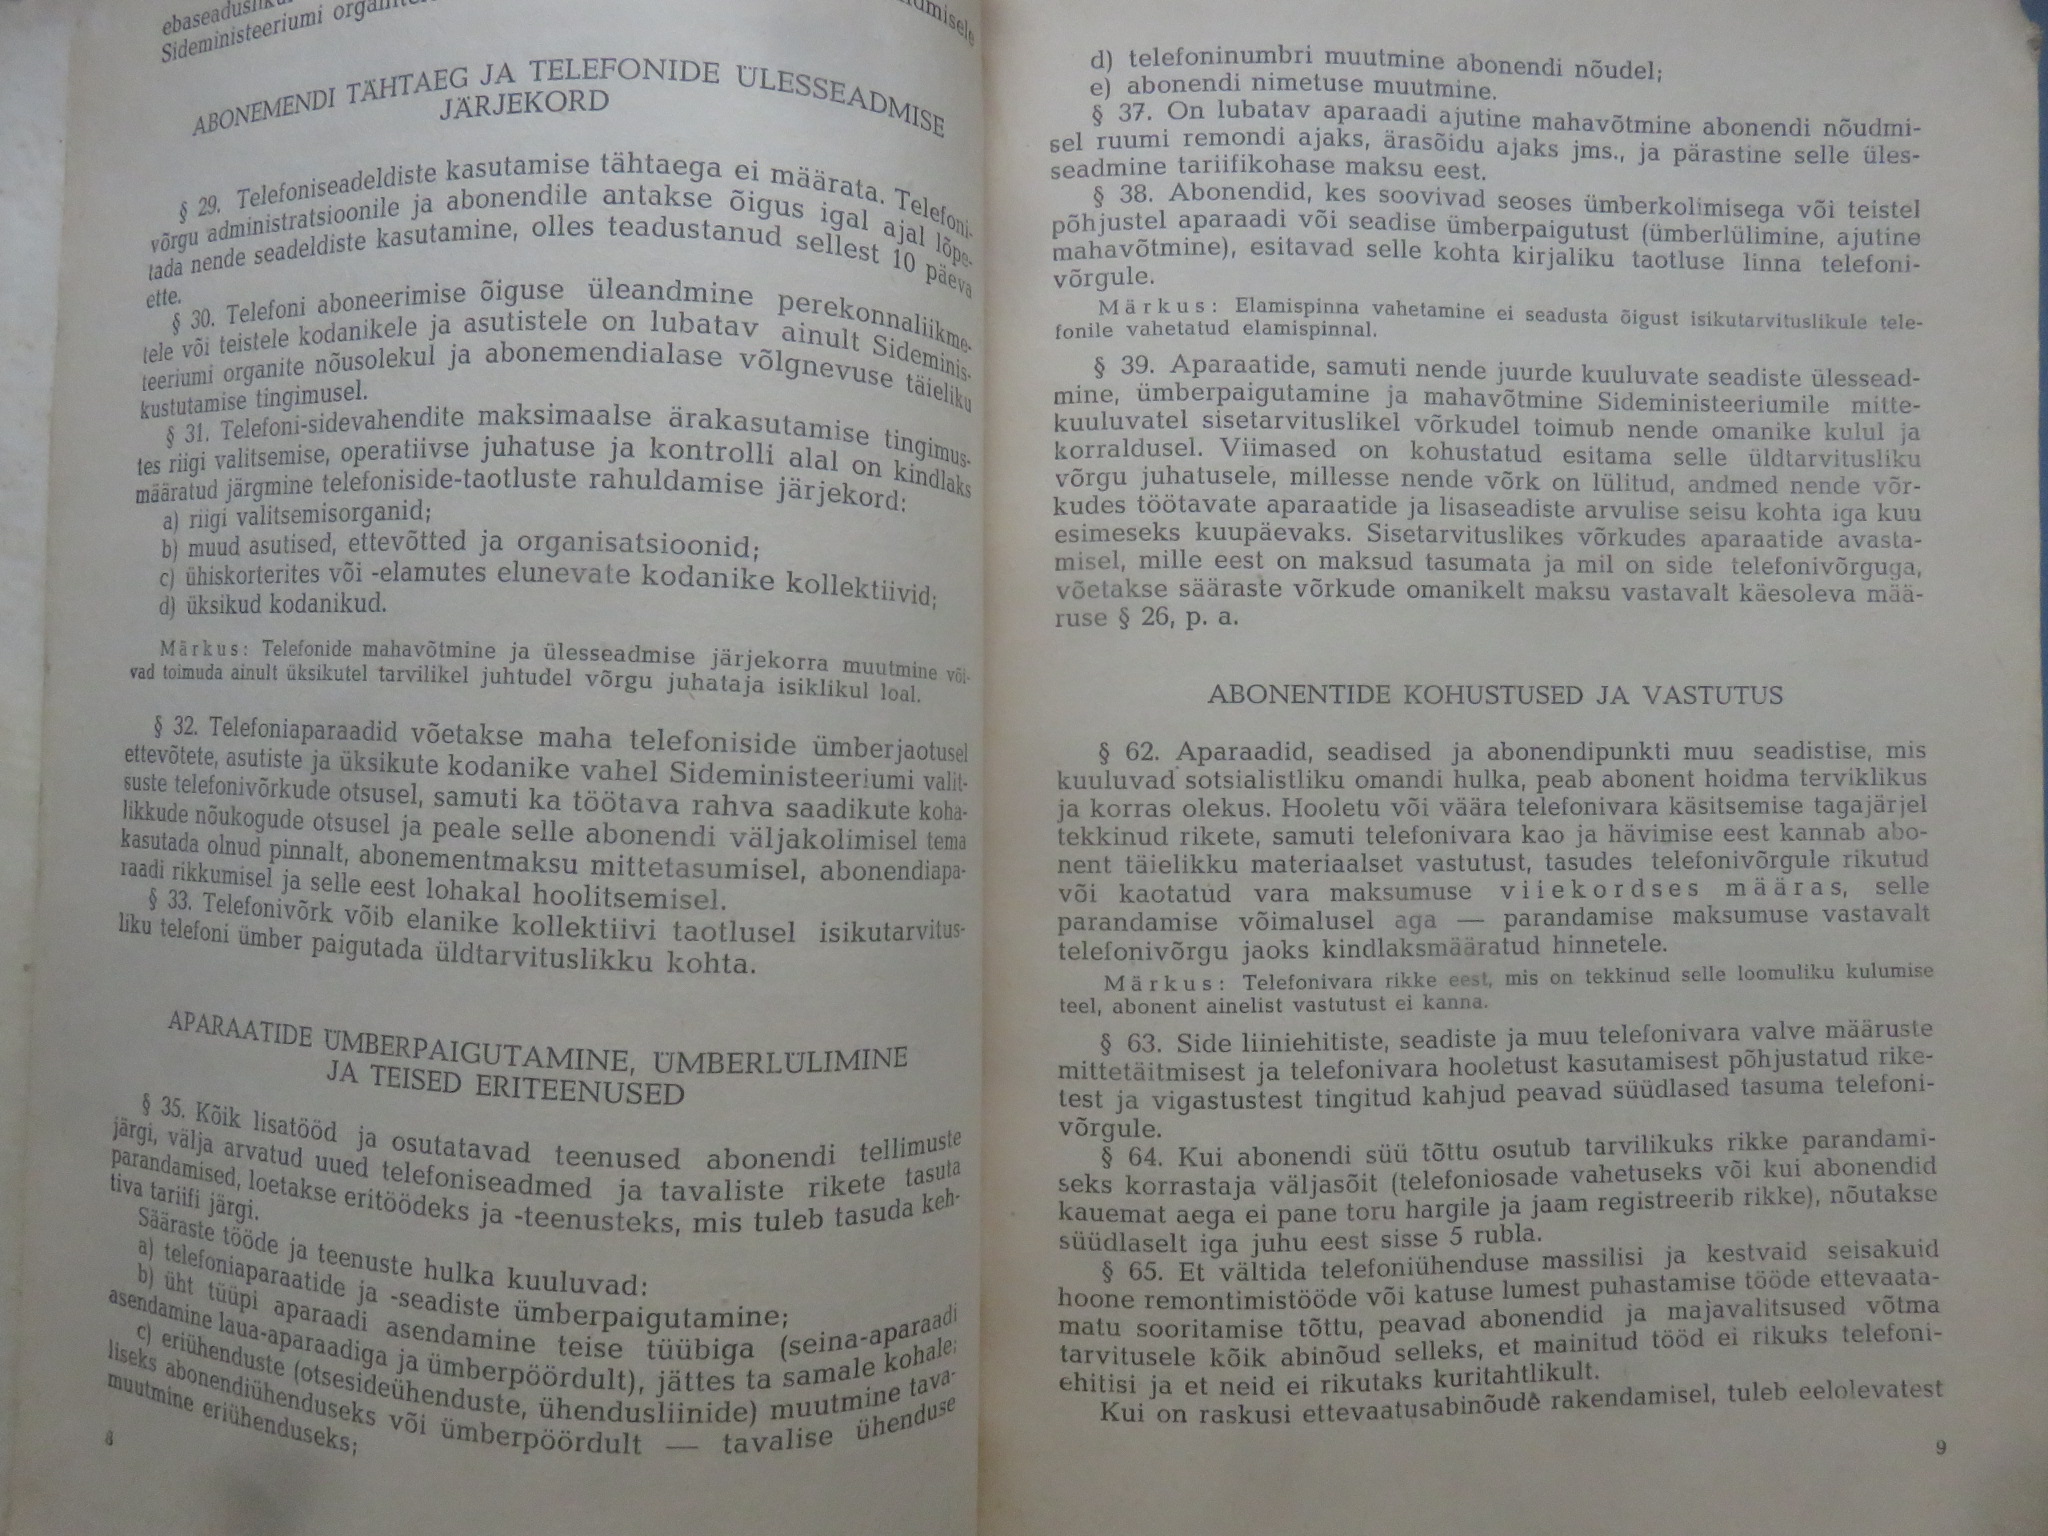 ebaseaduslikul
Sideministeeriumi
ABONEMENDI TÄHTAEG JA TELEFONIDE ÜLESSEADMISE
JÄRJEKORD
§ 29. Telefoniseadeldiste kasutamise tähtaega ei määrata. Telefoni-
võrgu administratsioonile ja abonendile antakse õigus igal ajal lõpe-
tada nende seadeldiste kasutamine, olles teadustanud sellest 10 päeva
ette.
§ 30. Telefoni aboneerimise õiguse üleandmine perekonnaliikme-
tele või teistele kodanikele ja asutistele on lubatav ainult Sideminis-
teeriumi organite nõusolekul ja abonemendialase võlgnevuse täieliku
kustutamise tingimusel.
§ 31. Telefoni-sidevahendite maksimaalse ärakasutamise tingimus-
tes riigi valitsemise, operatiivse juhatuse ja kontrolli alal on kindlaks
määratud järgmine telefoniside-taotluste rahuldamise järjekord:
a) riigi valitsemisorganid;
b) muud asutised, ettevõtted ja organisatsioonid;
c) ühiskorterites või -elamutes elunevate kodanike kollektiivid;
d) üksikud kodanikud.
Märkus: Telefonide mahavõtmine ja ülesseadmise järjekorra muutmine või-
vad toimuda ainult üksikutel tarvilikel juhtudel võrgu juhataja isiklikul loal.
§ 32. Telefoniaparaadid võetakse maha telefoniside ümberjaotusel
ettevõtete, asutiste ja üksikute kodanike vahel Sideministeeriumi valit-
suste telefonivõrkude otsusel, samuti ka töötava rahva saadikute koha-
likkude nõukogude otsusel ja peale selle abonendi väljakolimisel tema
kasutada olnud pinnalt, abonementmaksu mittetasumisel, abonendiapa-
raadi rikkumisel ja selle eest lohakal hoolitsemisel.
§ 33. Telefonivõrk võib elanike kollektiivi taotlusel isikutarvitus-
liku telefoni ümber paigutada üldtarvituslikku kohta.
APARAATIDE ÜMBERPAIGUTAMINE, ÜMBERLÜLIMINE
JA TEISED ERITEENUSED
§ 35. Kõik lisatööd ja osutatavad teenused abonendi tellimuste
järgi, välja arvatud uued telefoniseadmed ja tavaliste rikete tasuta
parandamised, loetakse eritöödeks ja -teenusteks, mis tuleb tasuda keh-
tiva tariifi järgi.
Sääraste tööde ja teenuste hulka kuuluvad:
a) telefoniaparaatide ja -seadiste ümberpaigutamine;
b) üht tüüpi aparaadi asendamine teise tüübiga (seina-aparaadi
asendamine laua-aparaadiga ja ümberpöördult), jättes ta samale kohale;
c) eriühenduste (otsesideühenduste, ühendusliinide) muutmine tava-
liseks abonendiühenduseks või ümberpöördult — tavalise ühenduse
muutmine eriühenduseks;
8
d) telefoninumbri muutmine abonendi nõudel;
e) abonendi nimetuse muutmine.
§ 37. On lubatav aparaadi ajutine mahavõtmine abonendi nõudmi-
sel ruumi remondi ajaks, ärasõidu ajaks jms., ja pärastine selle üles-
seadmine tariifikohase maksu eest.
§ 38. Abonendid, kes soovivad seoses ümberkolimisega või teistel
põhjustel aparaadi või seadise ümberpaigutust (ümberlülimine, ajutine
mahavõtmine), esitavad selle kohta kirjaliku taotluse linna telefoni-
võrgule.
Märkus: Elamispinna vahetamine ei seadusta õigust isikutarvituslikule tele-
fonile vahetatud elamispinnal.
§ 39. Aparaatide, samuti nende juurde kuuluvate seadiste ülessead-
mine, ümberpaigutamine ja mahavõtmine Sideministeeriumile mitte-
kuuluvatel sisetarvituslikel võrkudel toimub nende omanike kulul ja
korraldusel. Viimased on kohustatud esitama selle üldtarvitusliku
võrgu juhatusele, millesse nende võrk on lülitud, andmed nende võr-
kudes töötavate aparaatide ja lisaseadiste arvulise seisu kohta iga kuu
esimeseks kuupäevaks. Sisetarvituslikes võrkudes aparaatide avasta-
misel, mille eest on maksud tasumata ja mil on side telefonivõrguga,
võetakse sääraste võrkude omanikelt maksu vastavalt käesoleva mää-
ruse § 26, p. a.
ABONENTIDE KOHUSTUSED JA VASTUTUS
§ 62. Aparaadid, seadised ja abonendipunkti muu seadistise, mis
kuuluvad sotsialistliku omandi hulka, peab abonent hoidma terviklikus
ja korras olekus. Hooletu või väära telefonivara käsitsemise tagajärjel
tekkinud rikete, samuti telefonivara kao ja hävimise eest kannab abo-
nent täielikku materiaalset vastutust, tasudes telefonivõrgule rikutud
või kaotatud vara maksumuse viiekordses määras, selle
parandamise võimalusel aga — parandamise maksumuse vastavalt
telefonivõrgu jaoks kindlaksmääratud hinnetele.
Märkus: Telefonivara rikke eest, mis on tekkinud selle loomuliku kulumise
teel, abonent ainelist vastutust ei kanna.
§ 63. Side liiniehitiste, seadiste ja muu telefonivara valve määruste
mittetäitmisest ja telefonivara hooletust kasutamisest põhjustatud rike-
test ja vigastustest tingitud kahjud peavad süüdlased tasuma telefoni-
võrgule.
§ 64. Kui abonendi süü tõttu osutub tarvilikuks rikke parandami-
seks korrastaja väljasõit (telefoniosade vahetuseks või kui abonendid
kauemat aega ei pane toru hargile ja jaam registreerib rikke), nõutakse
süüdlaselt iga juhu eest sisse 5 rubla.
§ 65. Et vältida telefoniühenduse massilisi ja kestvaid seisakuid
hoone remontimistööde või katuse lumest puhastamise tööde ettevaata-
matu sooritamise tõttu, peavad abonendid ja majavalitsused võtma
tarvitusele kõik abinõud selleks, et mainitud tööd ei rikuks telefoni-
ehitisi ja et neid ei rikutaks kuritahtlikult.
Kui on raskusi ettevaatusabinõude rakendamisel, tuleb eelolevatest
9